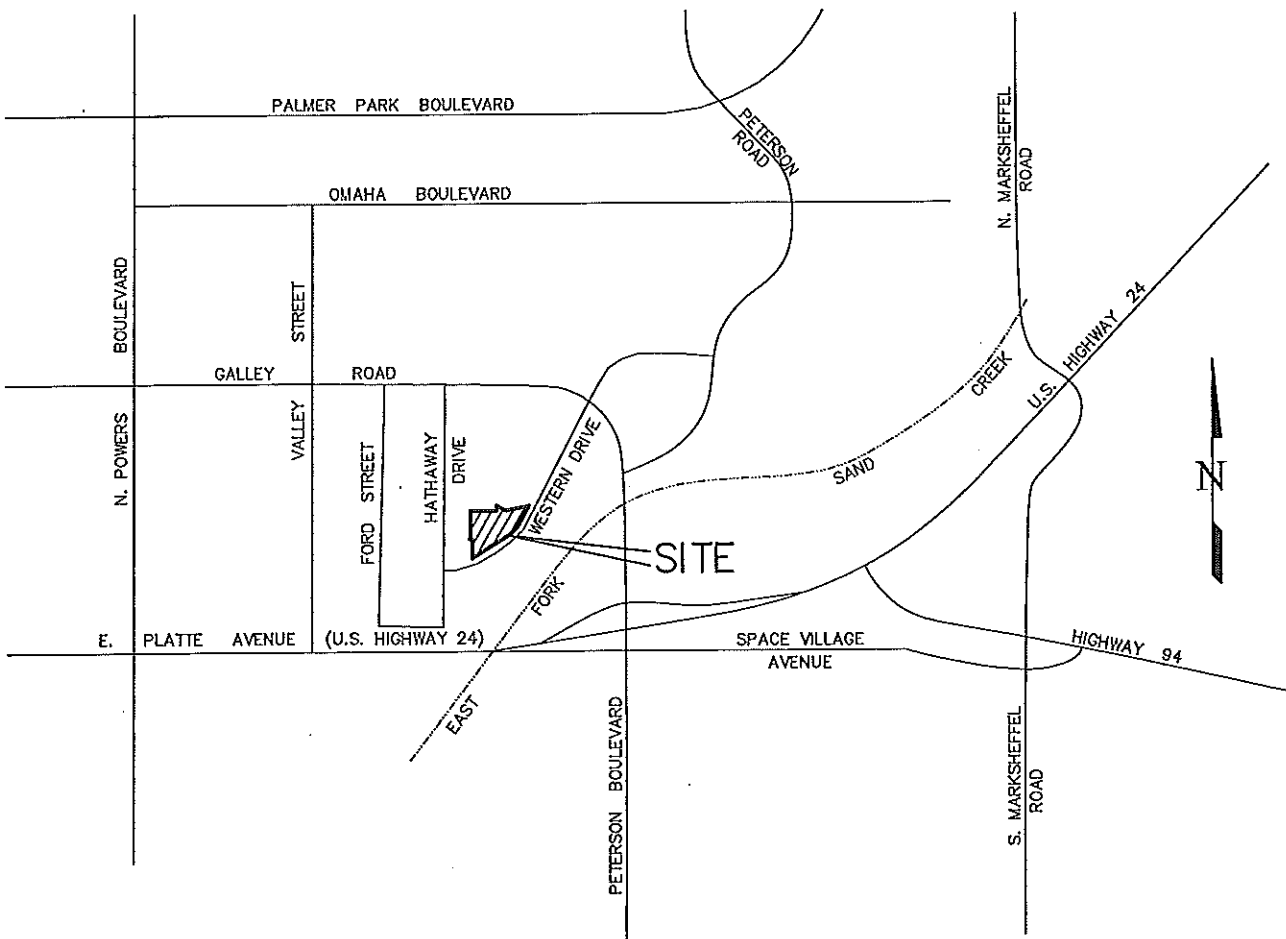 PALMER PARK BOULEVARD
PETERSON
ROAD
N. MARKSHEFFEL
ROAD
OMAHA BOULEVARD
N. POWERS BOULEVARD
VALLEY STREET
GALLEY ROAD
U.S. HIGHWAY 24
FORD STREET
HATHAWAY DRIVE
WESTERN DRIVE
EAST FORK SAND CREEK
N
SITE
E. PLATTE AVENUE (U.S. HIGHWAY 24)
SPACE VILLAGE
AVENUE
HIGHWAY 94
PETERSON BOULEVARD
S. MARKSHEFFEL
ROAD